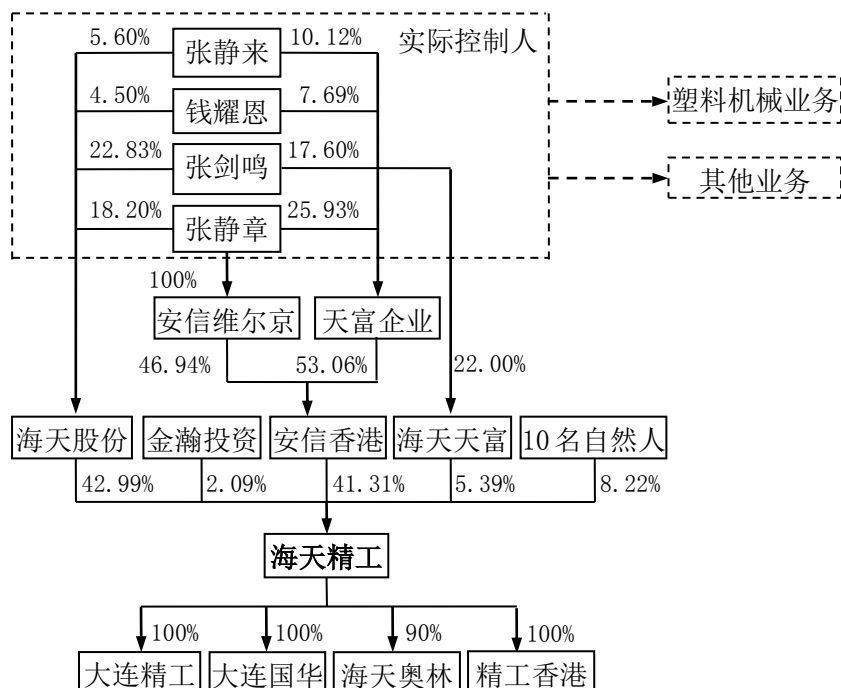 5.60% 张静来 10.12% 实际控制人
塑料机械业务
4.50% 钱耀恩 7.69%
22.83% 张剑鸣 17.60%
其他业务
18.20% 张静章 25.93%
100%
安信维尔京 天富企业
46.94% 53.06% 22.00%
海天股份 金瀚投资 安信香港 海天天富 10名自然人
42.99% 2.09% 41.31% 5.39% 8.22%
海天精工
100% 100% 90% 100%
大连精工 大连国华 海天奥林 精工香港